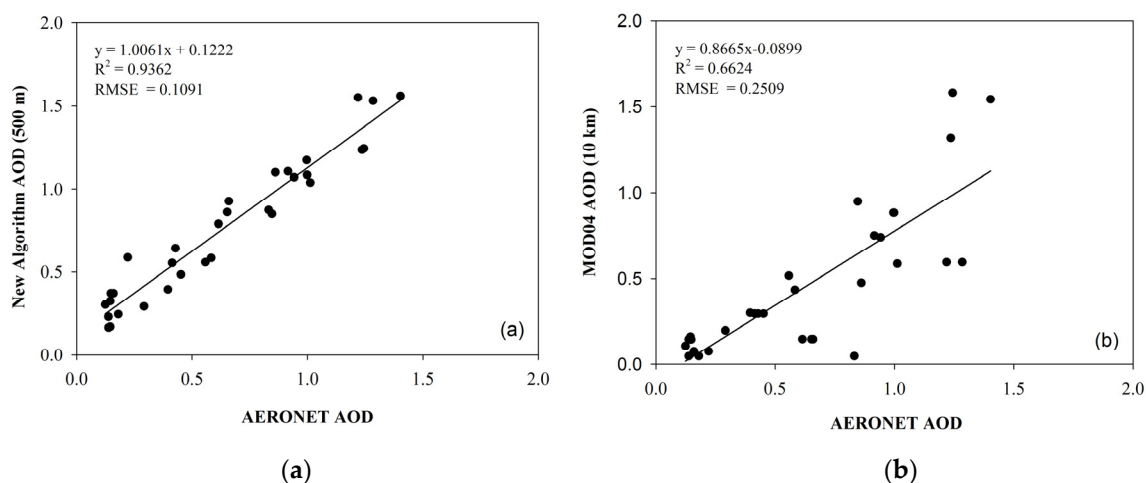 2.0
y = 1.0061x + 0.1222
R² = 0.9362
RMSE = 0.1091
1.5
1.0
0.5
0.0
New Algorithm AOD (500 m)
(a)
0.0 0.5 1.0 1.5 2.0
AERONET AOD
(a)
2.0
y = 0.8665x-0.0899
R² = 0.6624
RMSE = 0.2509
1.5
1.0
0.5
0.0
MOD04 AOD (10 km)
(b)
0.0 0.5 1.0 1.5 2.0
AERONET AOD
(b)